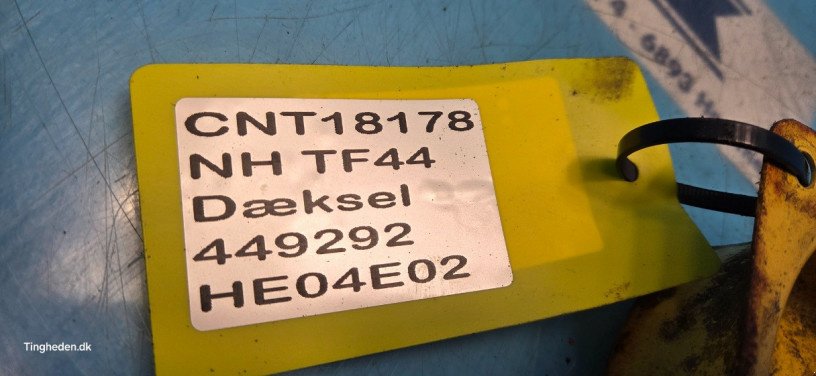 CNT18178
NH TF44
Dæksel
449292
HE04E02
Tingheden.dk